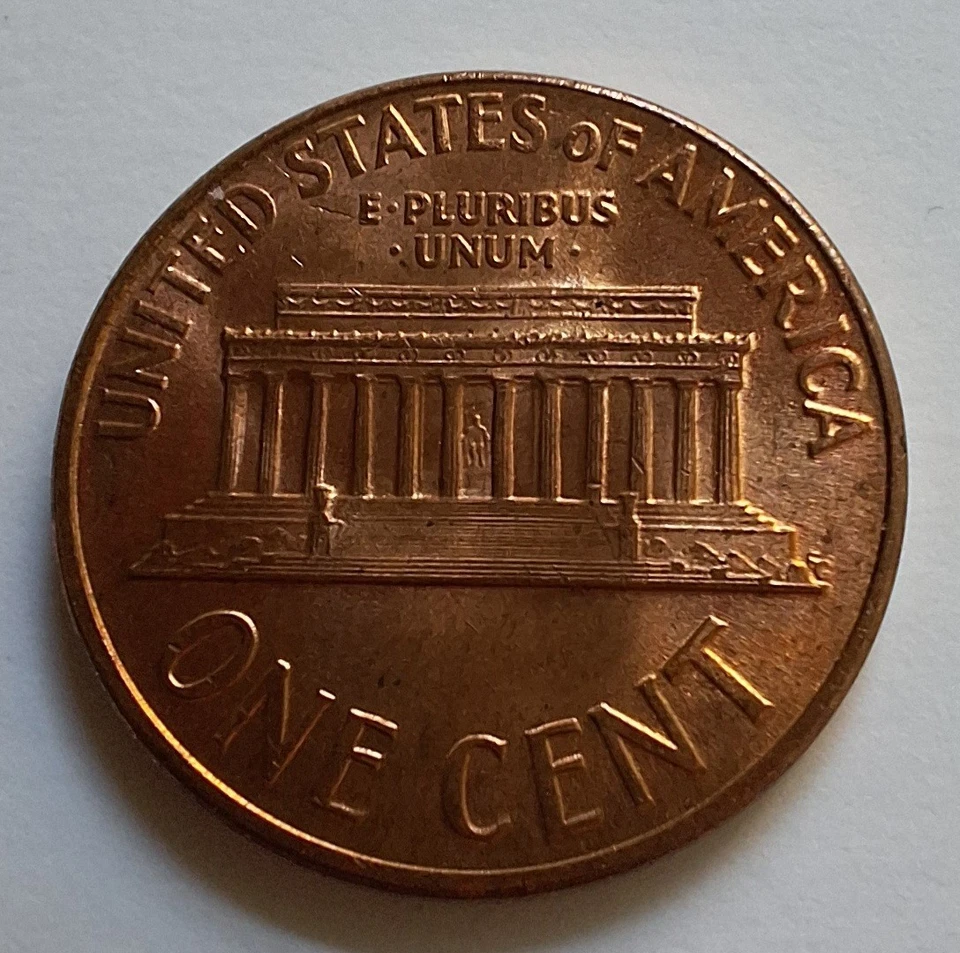 UNITED STATES oF AMERICA
E·PLURIBUS
·UNUM·
ONE CENT